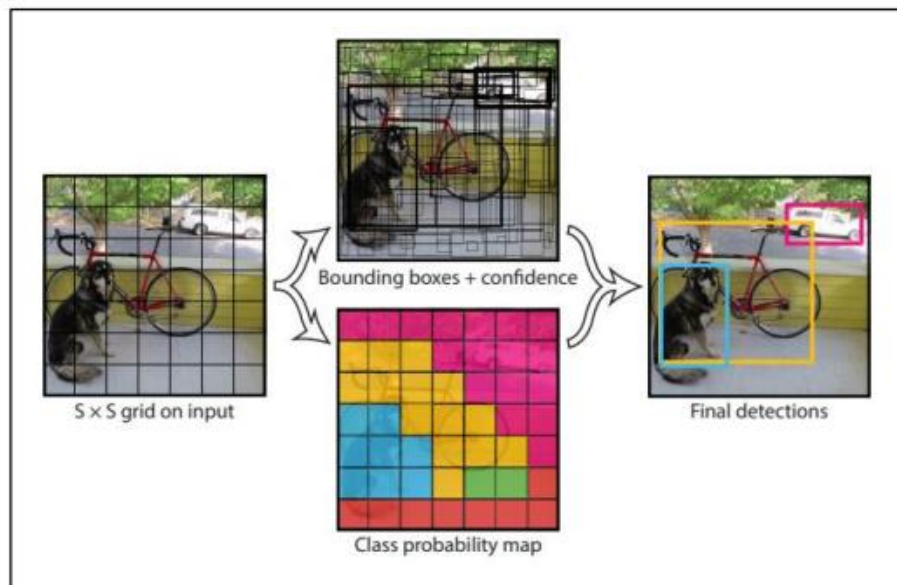 Bounding boxes + confidence
S × S grid on input
Final detections
Class probability map